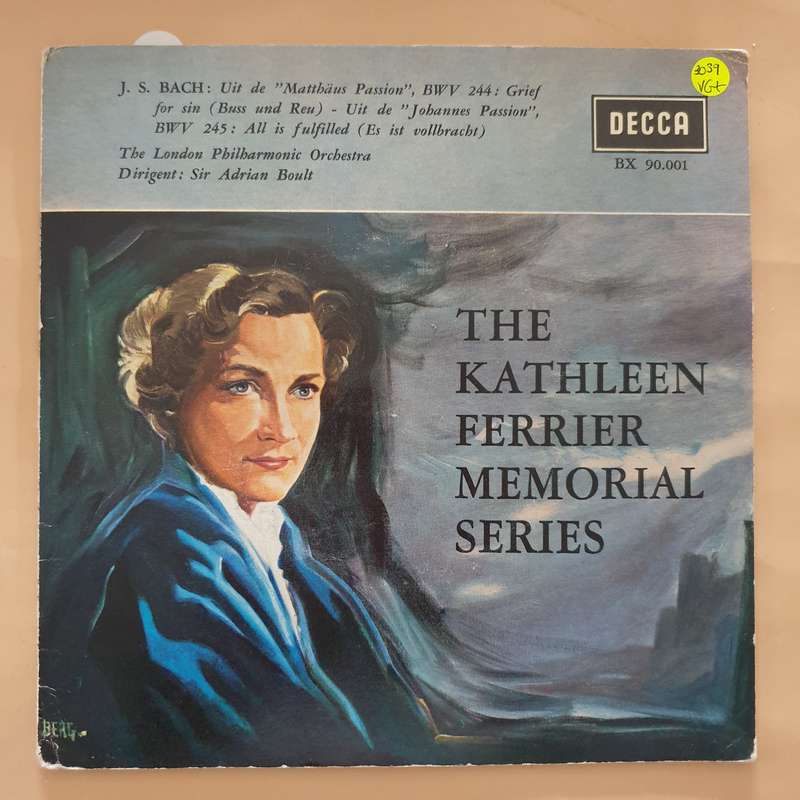 J. S. BACH: Uit de "Matthäus Passion", BWV 244: Grief
for sin (Buss und Reu) - Uit de "Johannes Passion",
BWV 245: All is fulfilled (Es ist vollbracht)
The London Philharmonic Orchestra
Dirigent: Sir Adrian Boult
3039
VG+
DECCA
BX 90.001
THE
KATHLEEN
FERRIER
MEMORIAL
SERIES
BERG-